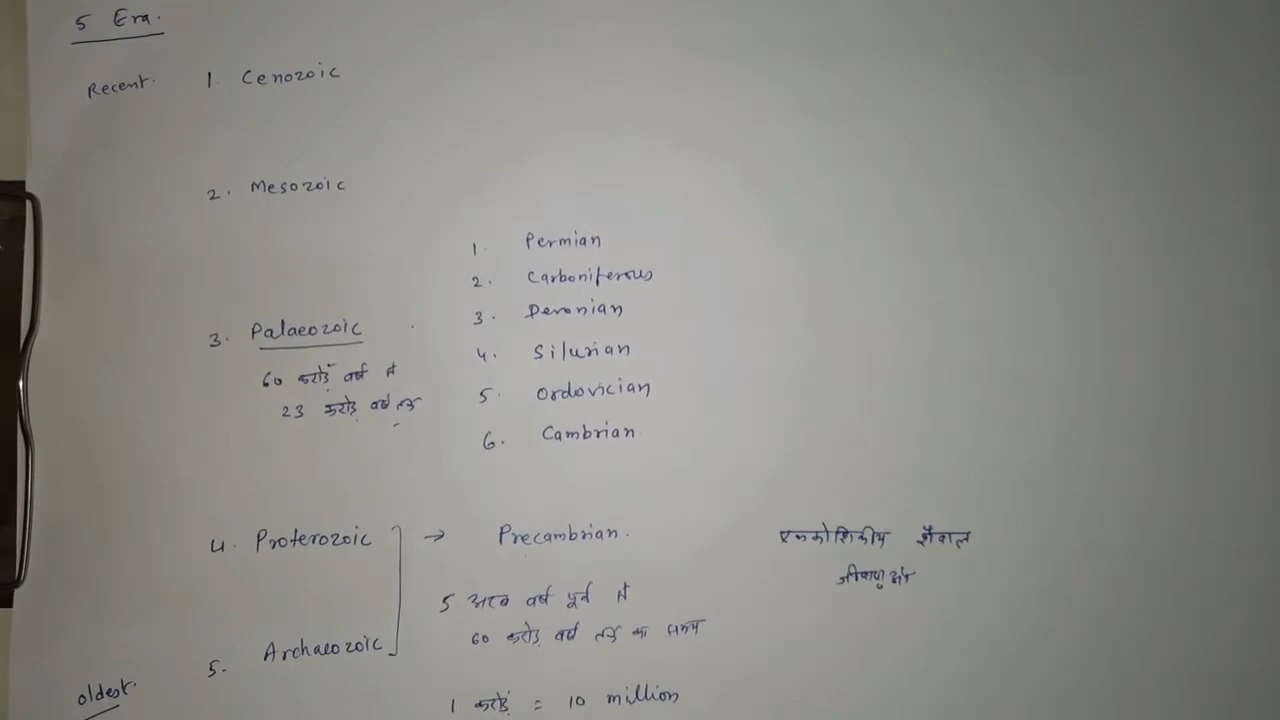 5 Era.
Recent. 1. Cenozoic
2. Mesozoic
1. Permian
2. Carboniferous
3. Devonian
3. Palaeozoic
4. Silurian
60 करोड़ वर्ष से
5. Ordovician
23 करोड़ वर्ष तक
6. Cambrian
4. Proterozoic → Precambrian.
एककोशिकीय शैवाल
जीवाणु और
5 अरब वर्ष पूर्व से
60 करोड़ वर्ष तक का समय
5. Archaeozoic
oldest.
1 करोड़ = 10 million